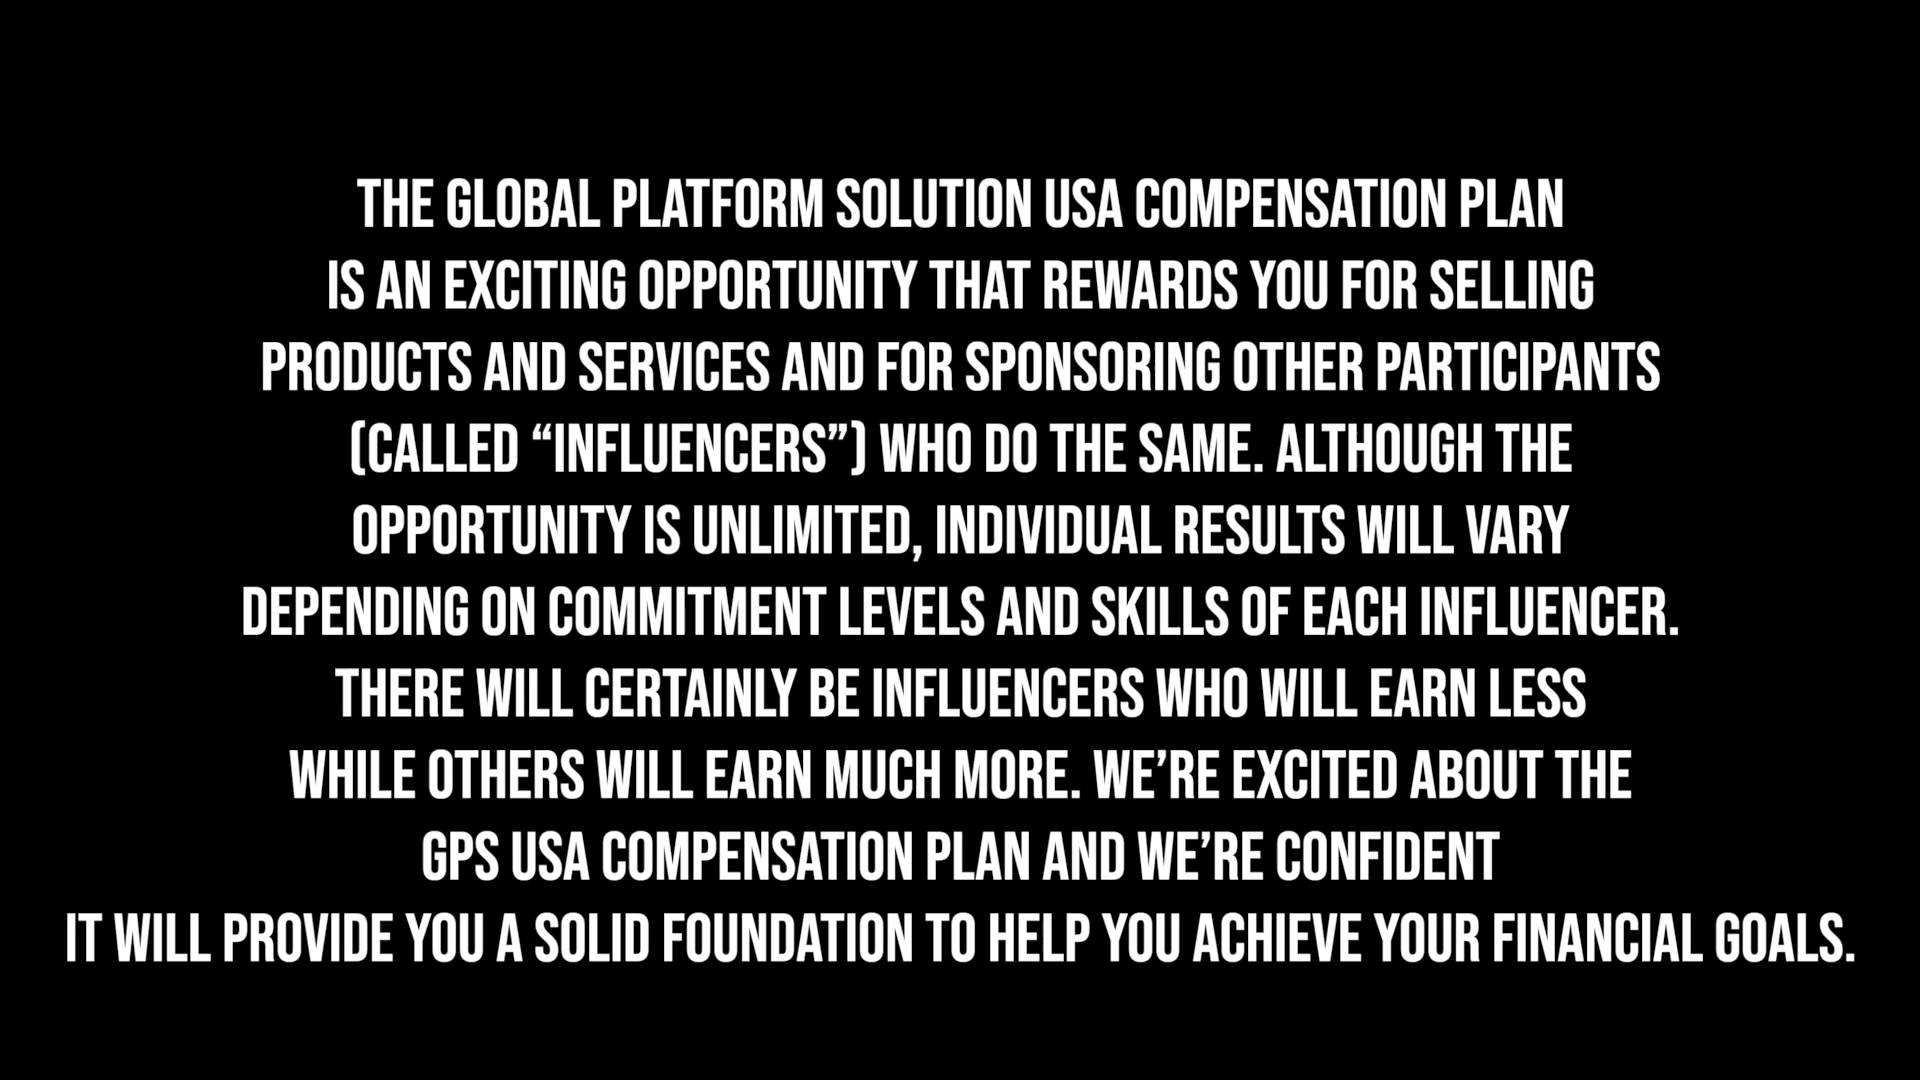 THE GLOBAL PLATFORM SOLUTION USA COMPENSATION PLAN
IS AN EXCITING OPPORTUNITY THAT REWARDS YOU FOR SELLING
PRODUCTS AND SERVICES AND FOR SPONSORING OTHER PARTICIPANTS
(CALLED “INFLUENCERS”) WHO DO THE SAME. ALTHOUGH THE
OPPORTUNITY IS UNLIMITED, INDIVIDUAL RESULTS WILL VARY
DEPENDING ON COMMITMENT LEVELS AND SKILLS OF EACH INFLUENCER.
THERE WILL CERTAINLY BE INFLUENCERS WHO WILL EARN LESS
WHILE OTHERS WILL EARN MUCH MORE. WE’RE EXCITED ABOUT THE
GPS USA COMPENSATION PLAN AND WE’RE CONFIDENT
IT WILL PROVIDE YOU A SOLID FOUNDATION TO HELP YOU ACHIEVE YOUR FINANCIAL GOALS.